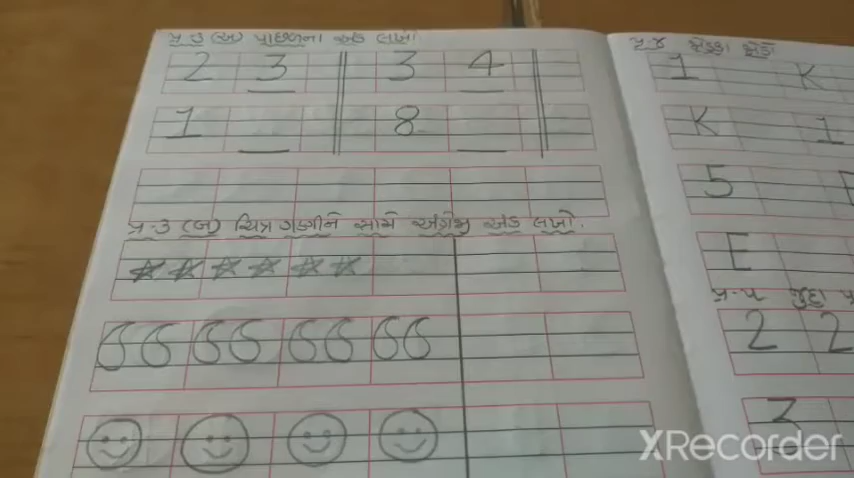 પ્ર-૩ (અ) પાછળના અંક લખો.
2 3 3 4
1 8
પ્ર-૩ (બ) ચિત્ર ગણીને સામે અંગ્રેજી અંક લખો.
પ્ર-૪ જોડકા જોડો
1 K
K 1
5
E
પ્ર-૫ જુદા
2 2
3
XRecorder